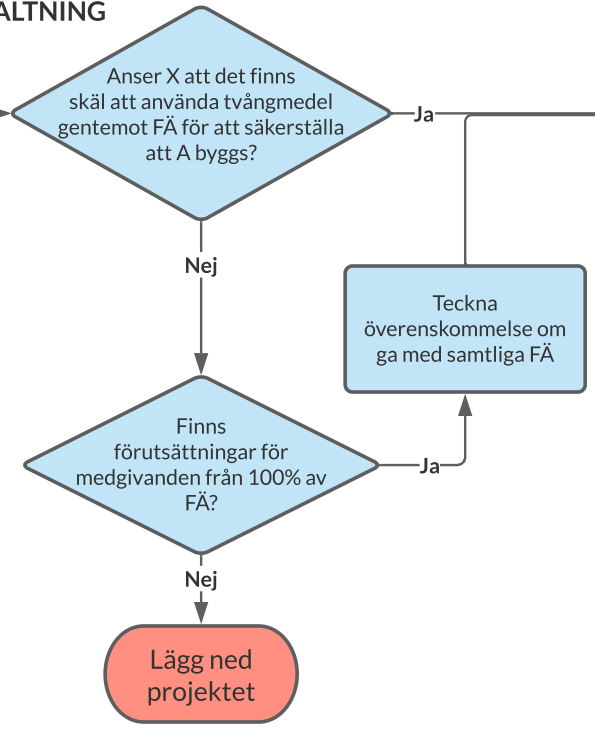 ALTNING
Anser X att det finns
skäl att använda tvångmedel
gentemot FÄ för att säkerställa
att A byggs?
Ja
Nej
Teckna
överenskommelse om
ga med samtliga FÄ
Finns
förutsättningar för
medgivanden från 100% av
FÄ?
Ja
Nej
Lägg ned
projektet